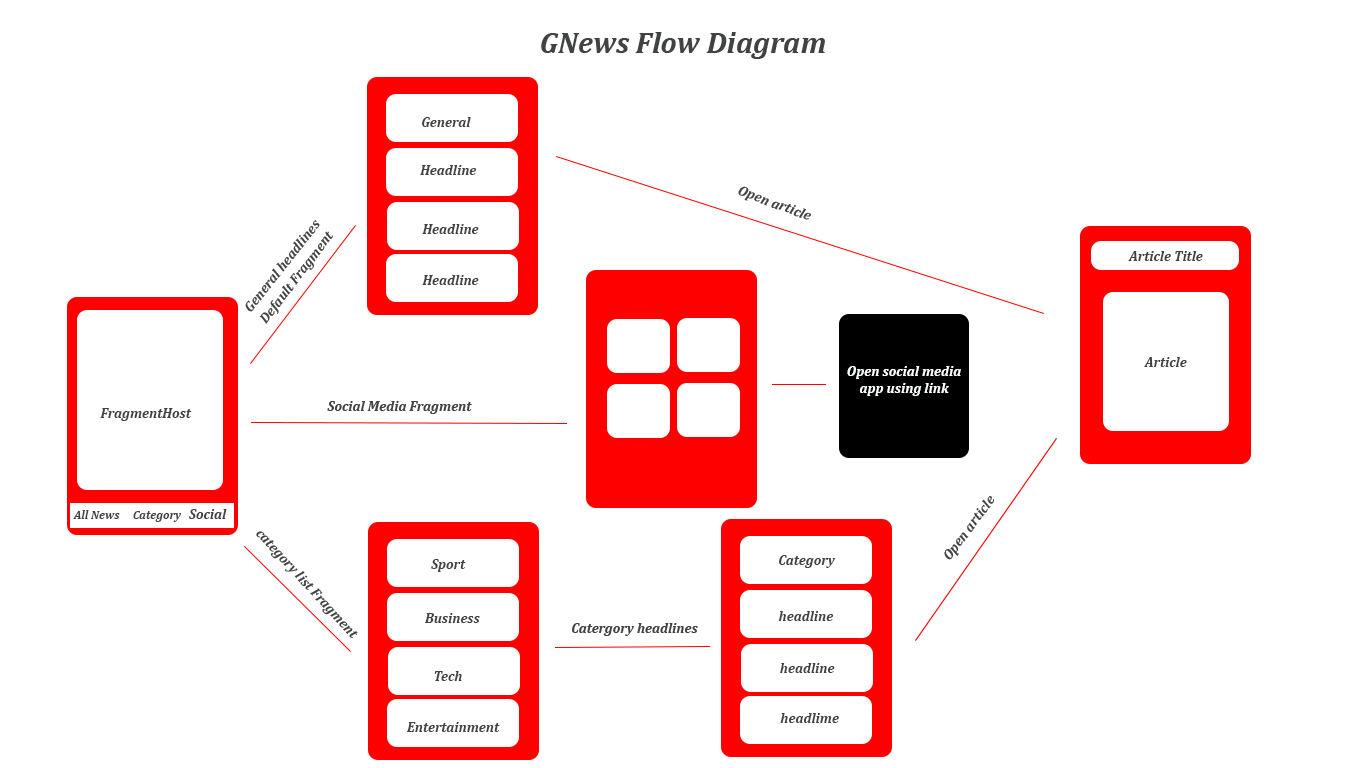 GNews Flow Diagram
General
Headline
Headline
Headline
General headlines
Default Fragment
Open article
FragmentHost
All News Category Social
Social Media Fragment
Open social media
app using link
Article Title
Article
category list Fragment
Sport
Business
Tech
Entertainment
Catergory headlines
Category
headline
headline
headlime
Open article